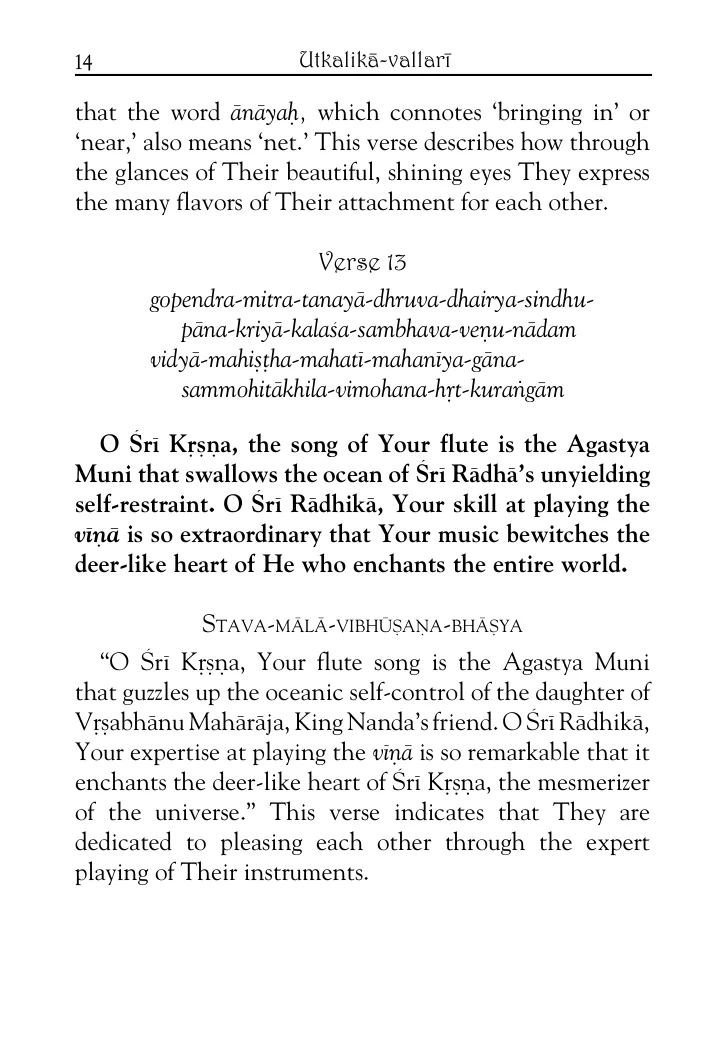 14
Utkalikā-vallarī
that the word ānāyaḥ, which connotes ‘bringing in’ or
‘near,’ also means ‘net.’ This verse describes how through
the glances of Their beautiful, shining eyes They express
the many flavors of Their attachment for each other.
Verse 13
gopendra-mitra-tanayā-dhruva-dhairya-sindhu-
pāna-kriyā-kalaśa-sambhava-veṇu-nādam
vidyā-mahiṣṭha-mahatī-mahanīya-gāna-
sammohitākhila-vimohana-hṛt-kuraṅgām
O Śrī Kṛṣṇa, the song of Your flute is the Agastya
Muni that swallows the ocean of Śrī Rādhā’s unyielding
self-restraint. O Śrī Rādhikā, Your skill at playing the
vīṇā is so extraordinary that Your music bewitches the
deer-like heart of He who enchants the entire world.
Stava-mālā-vibhūṣaṇa-bhāṣya
“O Śrī Kṛṣṇa, Your flute song is the Agastya Muni
that guzzles up the oceanic self-control of the daughter of
Vṛṣabhānu Mahārāja, King Nanda’s friend. O Śrī Rādhikā,
Your expertise at playing the vīṇā is so remarkable that it
enchants the deer-like heart of Śrī Kṛṣṇa, the mesmerizer
of the universe.” This verse indicates that They are
dedicated to pleasing each other through the expert
playing of Their instruments.